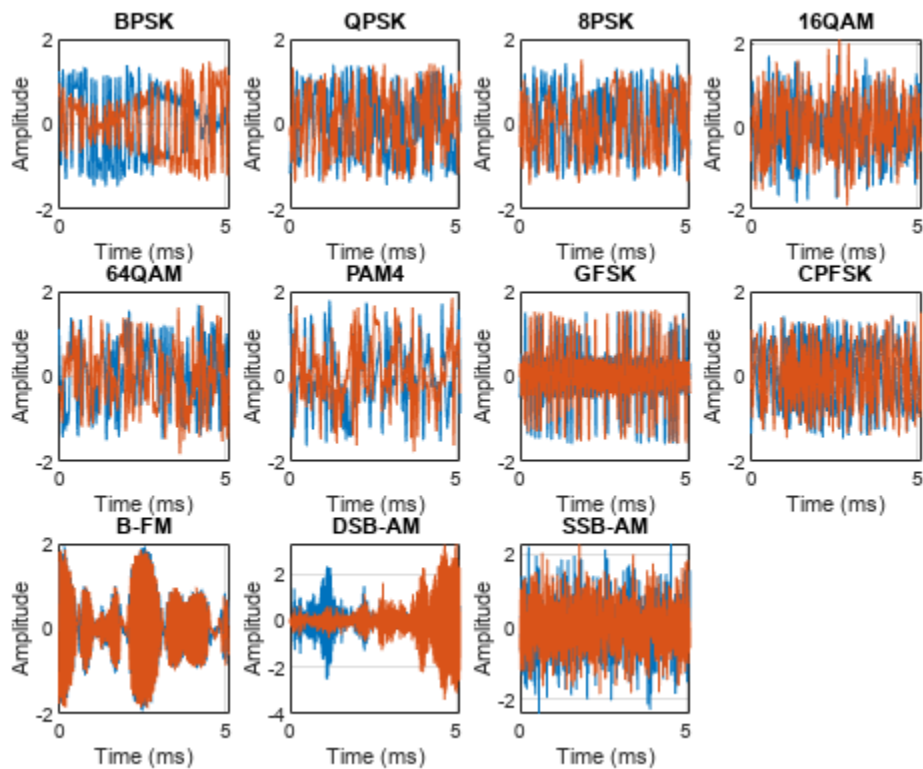 BPSK QPSK 8PSK 16QAM
2 2 2 2
Amplitude Amplitude Amplitude Amplitude
0 0 0 0
-2 -2 -2 -2
0 5 0 5 0 5 0 5
Time (ms) Time (ms) Time (ms) Time (ms)
64QAM PAM4 GFSK CPFSK
2 2 2 2
Amplitude Amplitude Amplitude Amplitude
0 0 0 0
-2 -2 -2 -2
0 5 0 5 0 5 0 5
Time (ms) Time (ms) Time (ms) Time (ms)
B-FM DSB-AM SSB-AM
2 2 2
Amplitude Amplitude Amplitude
0 0 0
-2 -2 -2
-4
0 5 0 5 0 5
Time (ms) Time (ms) Time (ms)